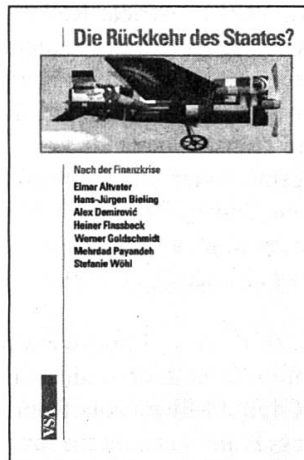 Die Rückkehr des Staates?
Nach der Finanzkrise
Elmar Altvater
Hans-Jürgen Bieling
Alex Demirović
Heiner Flassbeck
Werner Goldschmidt
Mehrdad Payandeh
Stefanie Wöhl
VSA